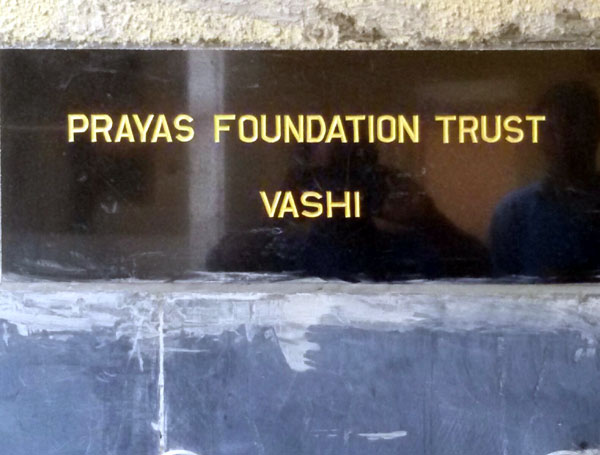 PRAYAS FOUNDATION TRUST
VASHI